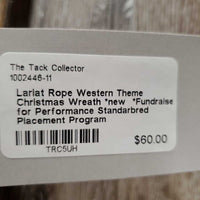 The Tack Collector
1002446-11
Lariat Rope Western Theme
Christmas Wreath *new *Fundraise
for Performance Standarbred
Placement Program
$60.00
TRC5UH